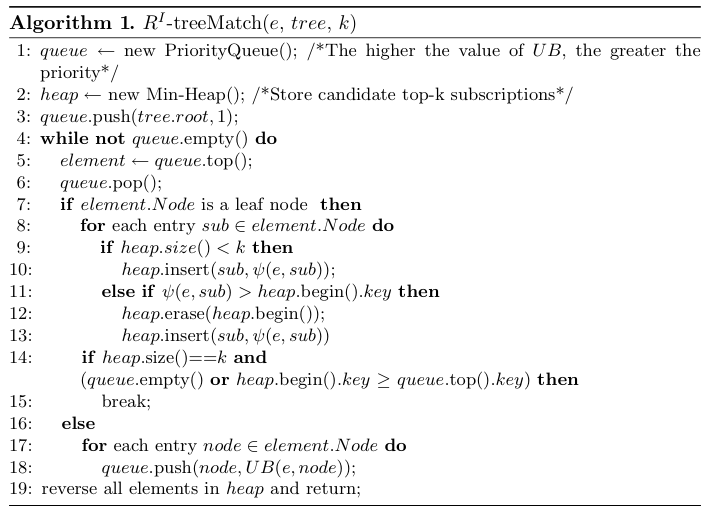 Algorithm 1. R^I-treeMatch(e, tree, k)
1: queue ← new PriorityQueue(); /*The higher the value of UB, the greater the
priority*/
2: heap ← new Min-Heap(); /*Store candidate top-k subscriptions*/
3: queue.push(tree.root, 1);
4: while not queue.empty() do
5: element ← queue.top();
6: queue.pop();
7: if element.Node is a leaf node then
8: for each entry sub ∈ element.Node do
9: if heap.size() < k then
10: heap.insert(sub, ψ(e, sub));
11: else if ψ(e, sub) > heap.begin().key then
12: heap.erase(heap.begin());
13: heap.insert(sub, ψ(e, sub))
14: if heap.size()==k and
(queue.empty() or heap.begin().key ≥ queue.top().key) then
15: break;
16: else
17: for each entry node ∈ element.Node do
18: queue.push(node, UB(e, node));
19: reverse all elements in heap and return;